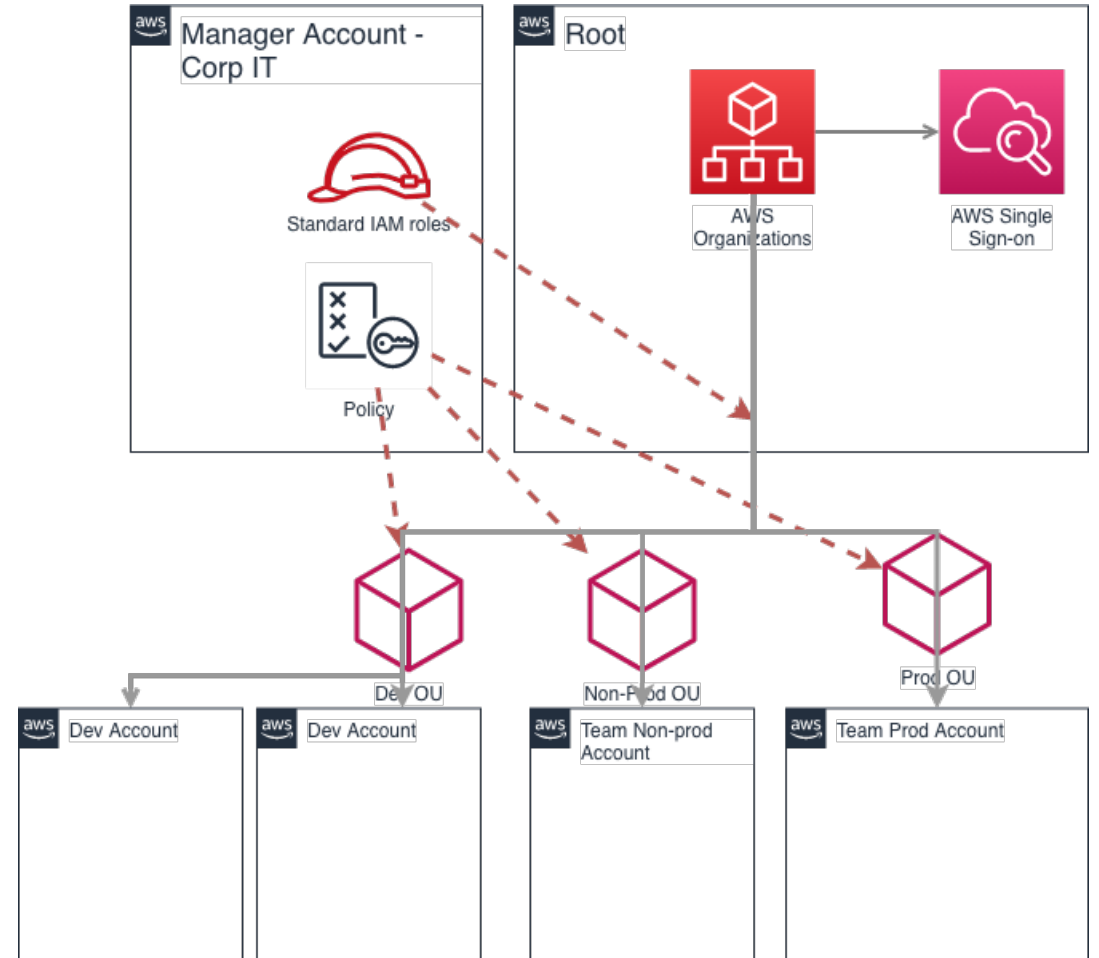 aws
Manager Account -
Corp IT
aws
Root
AWS
Organizations
AWS Single
Sign-on
Standard IAM roles
Policy
Dev OU
Non-Prod OU
Prod OU
aws
Dev Account
aws
Dev Account
aws
Team Non-prod
Account
aws
Team Prod Account